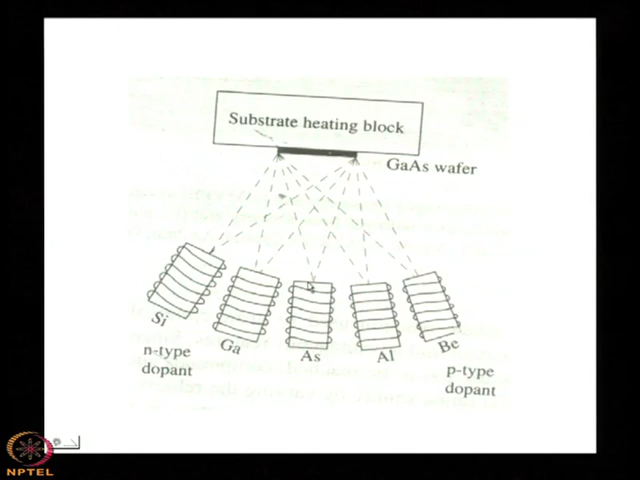 Substrate heating block
GaAs wafer
Si
Ga
As
Al
Be
n-type
dopant
p-type
dopant
NPTEL